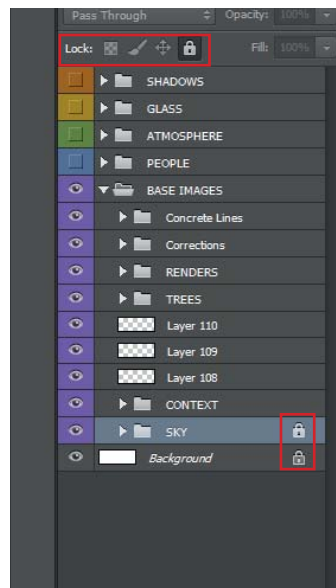 Pass Through Opacity: 100%
Lock: Fill: 100%
SHADOWS
GLASS
ATMOSPHERE
PEOPLE
BASE IMAGES
Concrete Lines
Corrections
RENDERS
TREES
Layer 110
Layer 109
Layer 108
CONTEXT
SKY
Background